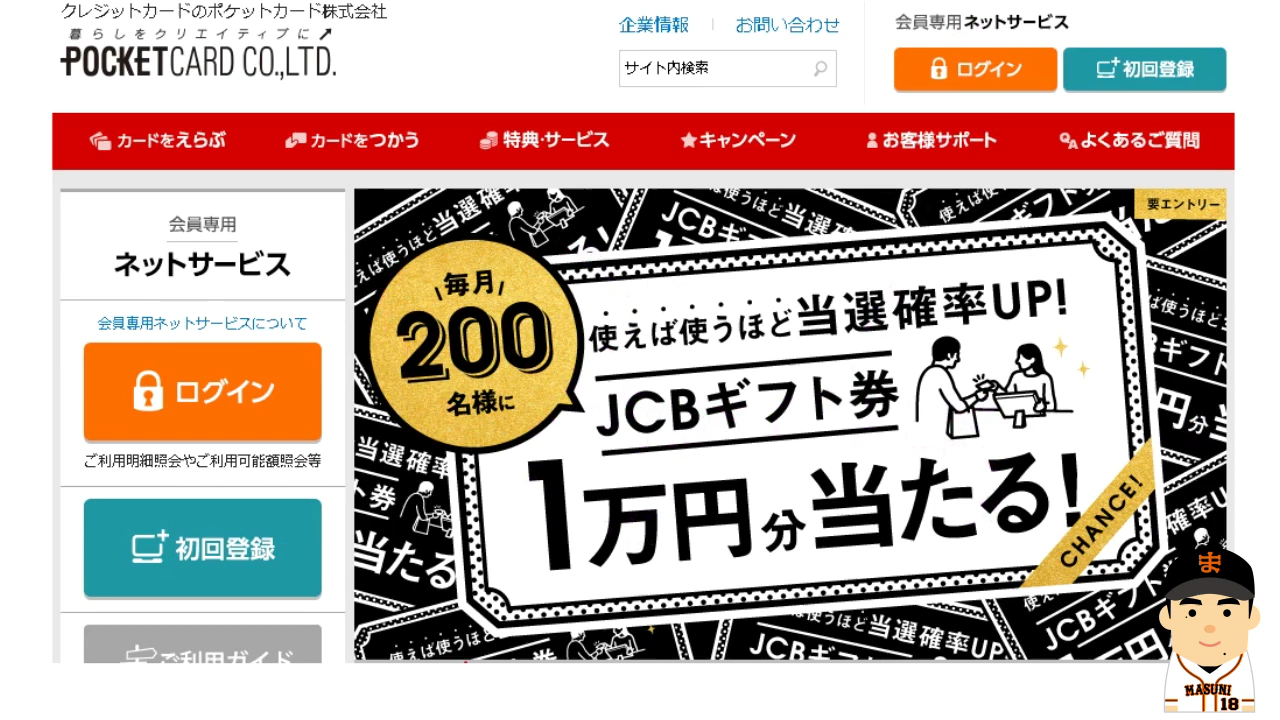 クレジットカードのポケットカード株式会社
暮らしをクリエイティブに
POCKETCARD CO.,LTD.
企業情報
お問い合わせ
サイト内検索
会員専用ネットサービス
ログイン
初回登録
カードをえらぶ
カードをつかう
特典・サービス
キャンペーン
お客様サポート
よくあるご質問
会員専用
ネットサービス
会員専用ネットサービスについて
ログイン
ご利用明細照会やご利用可能額照会等
初回登録
ご利用ガイド
要エントリー
毎月
200
名様に
使えば使うほど当選確率UP!
JCBギフト券
1万円分当たる!
CHANCE!
ま
MASUNI
18